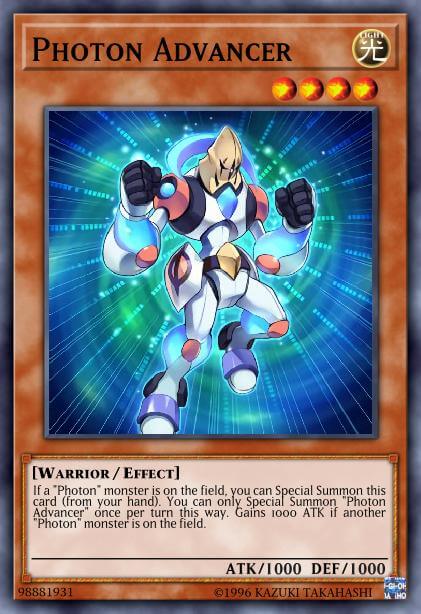 PHOTON ADVANCER
LIGHT
光
[WARRIOR / EFFECT]
If a "Photon" monster is on the field, you can Special Summon this
card (from your hand). You can only Special Summon "Photon
Advancer" once per turn this way. Gains 1000 ATK if another
"Photon" monster is on the field.
ATK/1000 DEF/1000
98881931
©1996 KAZUKI TAKAHASHI